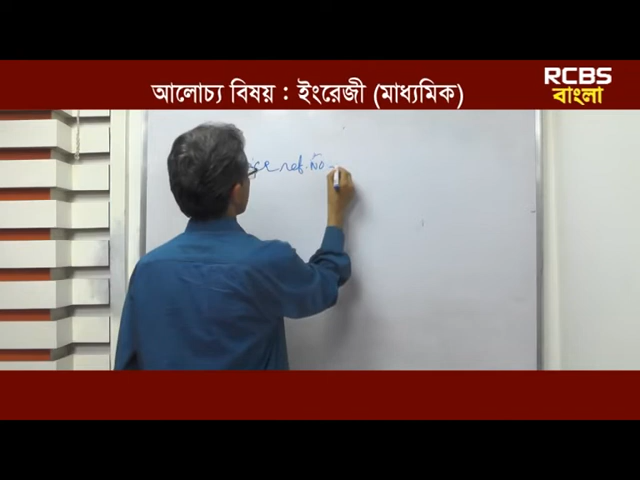 RCBS
বাংলা
আলোচ্য বিষয় : ইংরেজী (মাধ্যমিক)
ref. No -